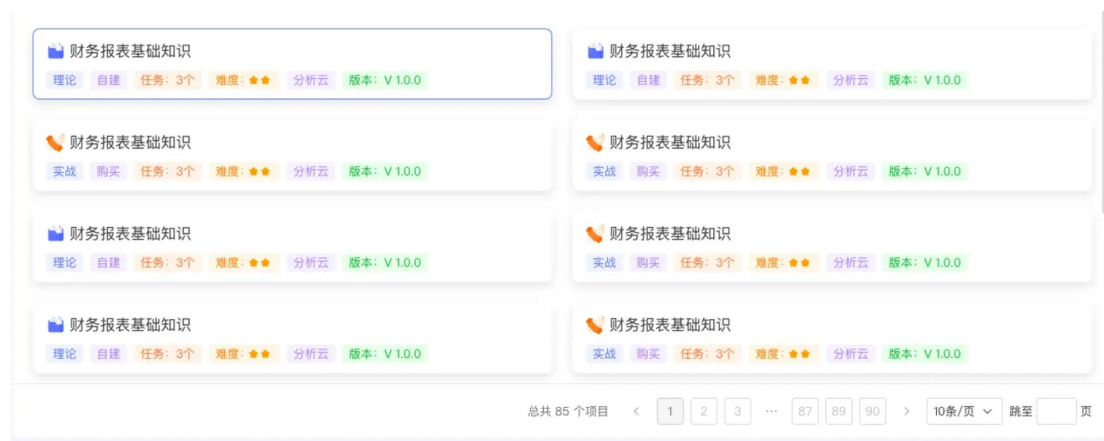 财务报表基础知识
理论 自建 任务：3个 难度： 分析云 版本：V 1.0.0
财务报表基础知识
理论 自建 任务：3个 难度： 分析云 版本：V 1.0.0
财务报表基础知识
实战 购买 任务：3个 难度： 分析云 版本：V 1.0.0
财务报表基础知识
实战 购买 任务：3个 难度： 分析云 版本：V 1.0.0
财务报表基础知识
理论 自建 任务：3个 难度： 分析云 版本：V 1.0.0
财务报表基础知识
实战 购买 任务：3个 难度： 分析云 版本：V 1.0.0
财务报表基础知识
理论 自建 任务：3个 难度： 分析云 版本：V 1.0.0
财务报表基础知识
实战 购买 任务：3个 难度： 分析云 版本：V 1.0.0
总共 85 个项目 < 1 2 3 ··· 87 89 90 > 10条/页 跳至 页